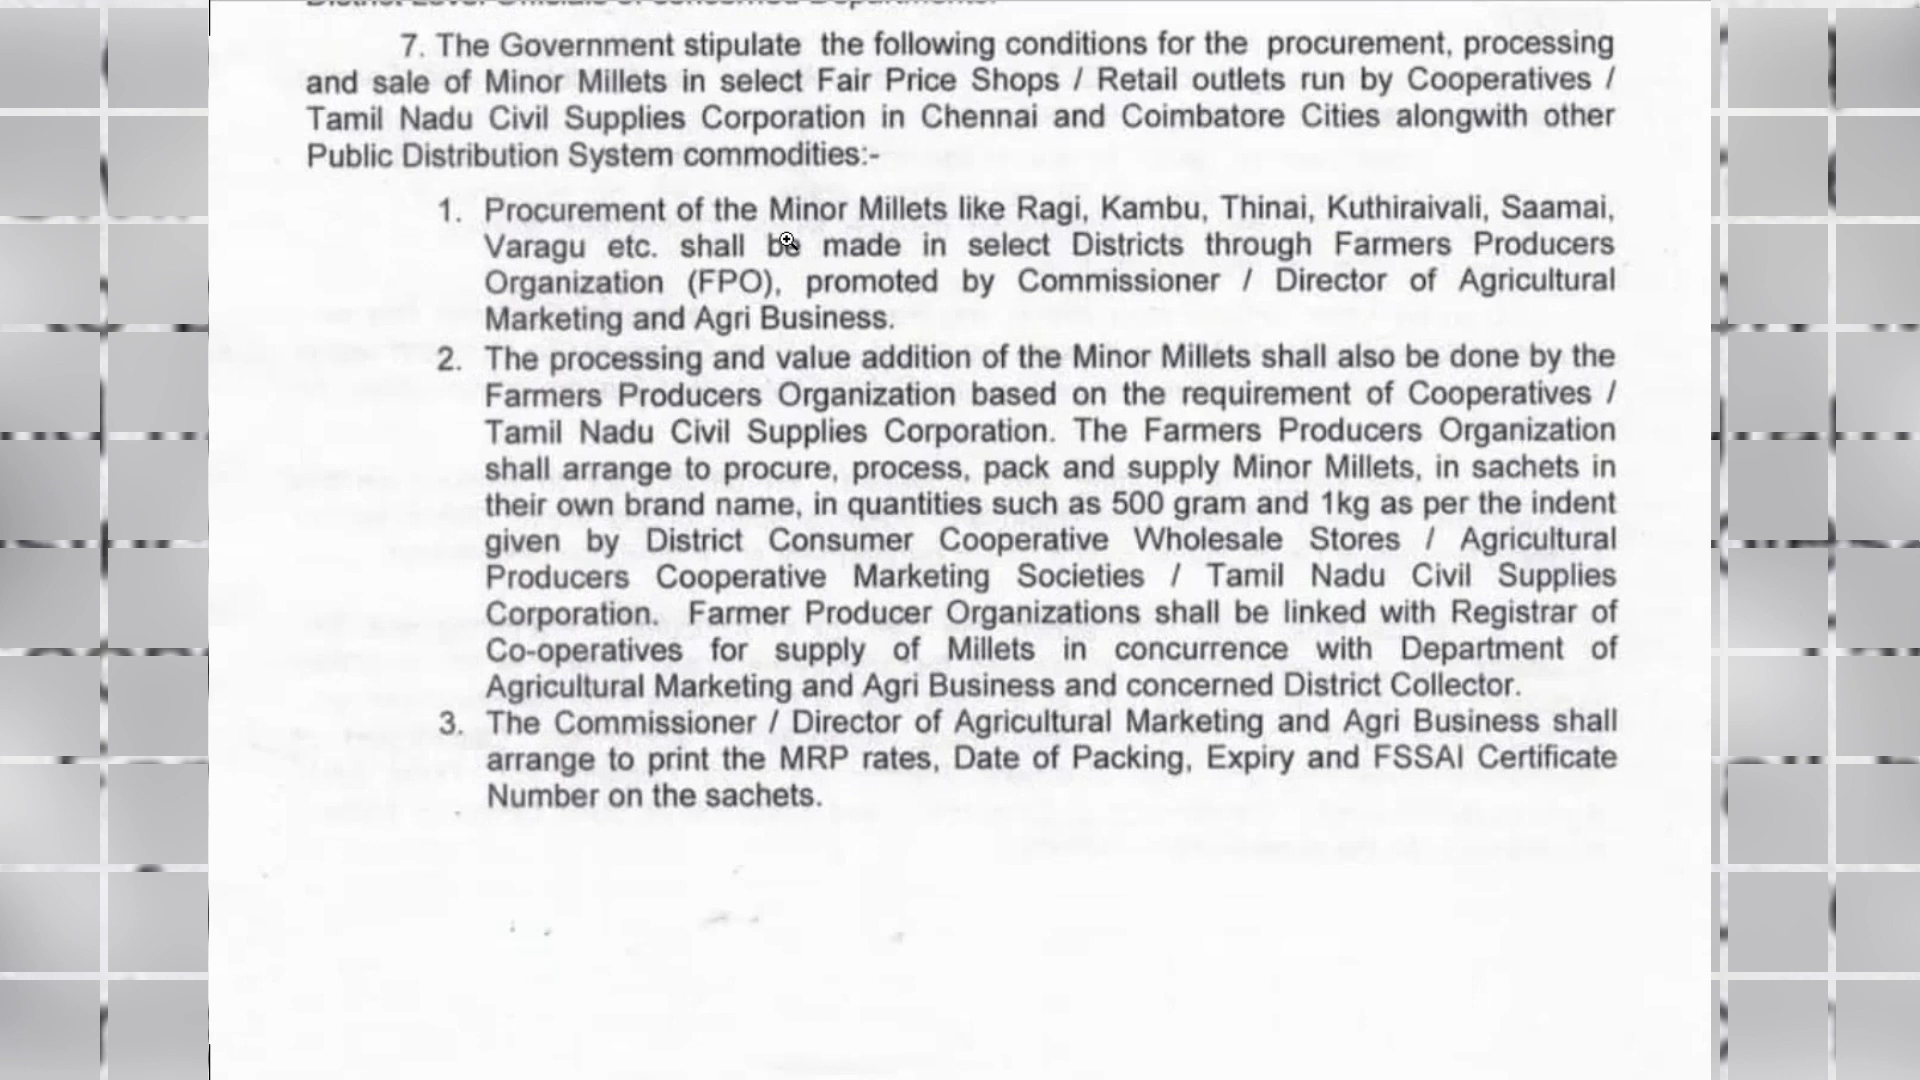 7. The Government stipulate the following conditions for the procurement, processing
and sale of Minor Millets in select Fair Price Shops / Retail outlets run by Cooperatives /
Tamil Nadu Civil Supplies Corporation in Chennai and Coimbatore Cities alongwith other
Public Distribution System commodities:-
1. Procurement of the Minor Millets like Ragi, Kambu, Thinai, Kuthiraivali, Saamai,
Varagu etc. shall be made in select Districts through Farmers Producers
Organization (FPO), promoted by Commissioner / Director of Agricultural
Marketing and Agri Business.
2. The processing and value addition of the Minor Millets shall also be done by the
Farmers Producers Organization based on the requirement of Cooperatives /
Tamil Nadu Civil Supplies Corporation. The Farmers Producers Organization
shall arrange to procure, process, pack and supply Minor Millets, in sachets in
their own brand name, in quantities such as 500 gram and 1kg as per the indent
given by District Consumer Cooperative Wholesale Stores / Agricultural
Producers Cooperative Marketing Societies / Tamil Nadu Civil Supplies
Corporation. Farmer Producer Organizations shall be linked with Registrar of
Co-operatives for supply of Millets in concurrence with Department of
Agricultural Marketing and Agri Business and concerned District Collector.
3. The Commissioner / Director of Agricultural Marketing and Agri Business shall
arrange to print the MRP rates, Date of Packing, Expiry and FSSAI Certificate
Number on the sachets.